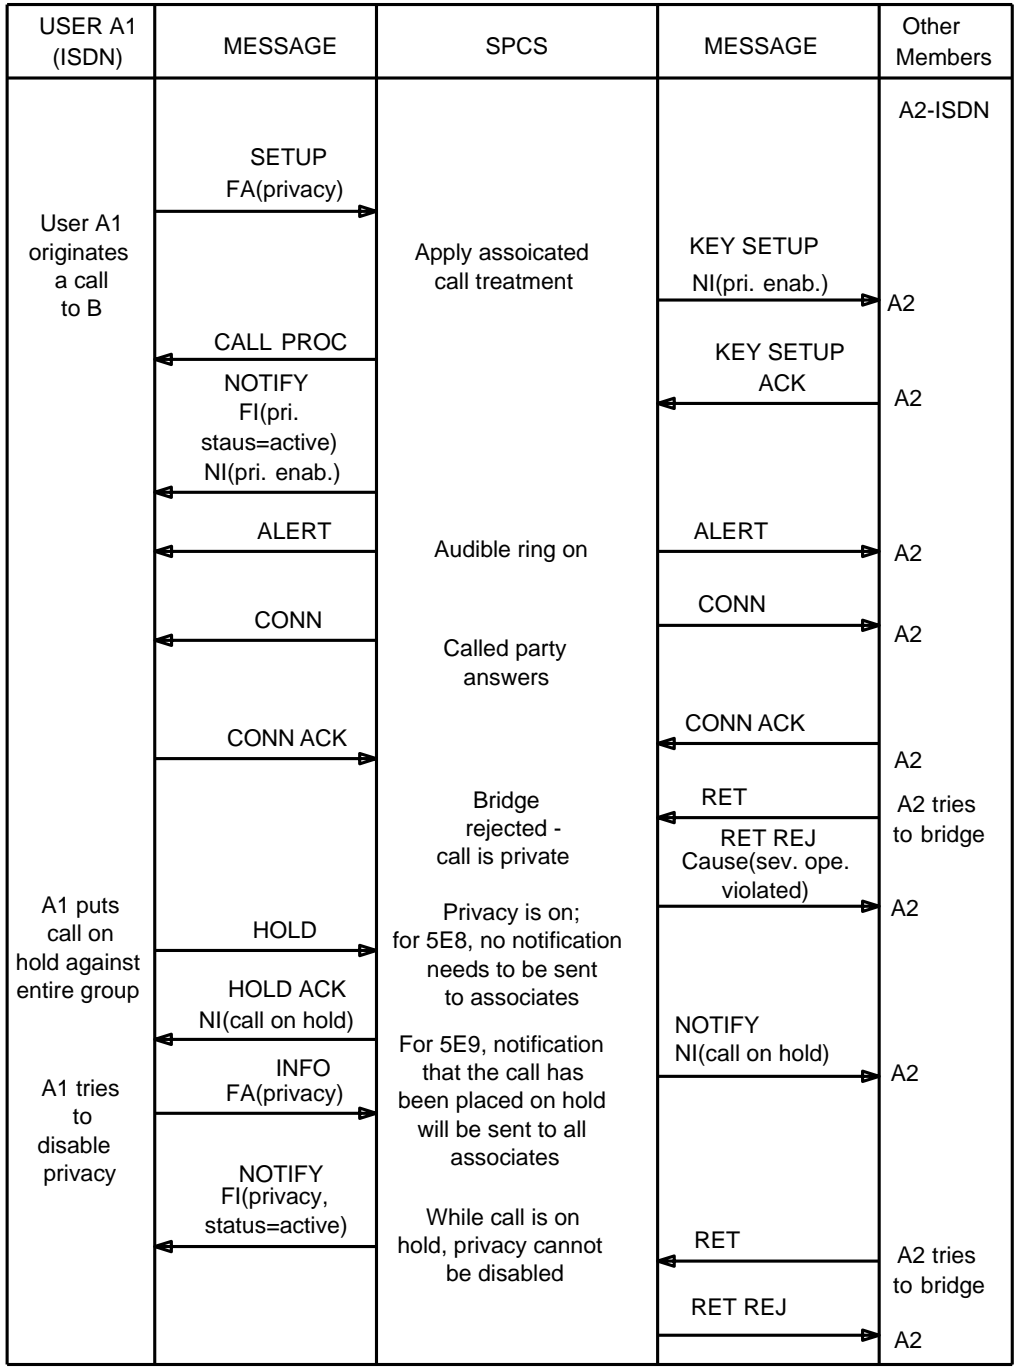 USER A1
(ISDN)
MESSAGE
SPCS
MESSAGE
Other
Members
A2-ISDN
SETUP
FA(privacy)
User A1
originates
a call
to B
Apply assoicated
call treatment
KEY SETUP
NI(pri. enab.)
A2
CALL PROC
KEY SETUP
ACK
A2
NOTIFY
FI(pri.
staus=active)
NI(pri. enab.)
ALERT
Audible ring on
ALERT
A2
CONN
Called party
answers
CONN
A2
CONN ACK
CONN ACK
A2
Bridge
rejected -
call is private
RET
A2 tries
to bridge
RET REJ
Cause(sev. ope.
violated)
A2
A1 puts
call on
hold against
entire group
HOLD
Privacy is on;
for 5E8, no notification
needs to be sent
to associates
HOLD ACK
NI(call on hold)
For 5E9, notification
that the call has
been placed on hold
will be sent to all
associates
NOTIFY
NI(call on hold)
A2
A1 tries
to
disable
privacy
INFO
FA(privacy)
NOTIFY
FI(privacy,
status=active)
While call is on
hold, privacy cannot
be disabled
RET
A2 tries
to bridge
RET REJ
A2